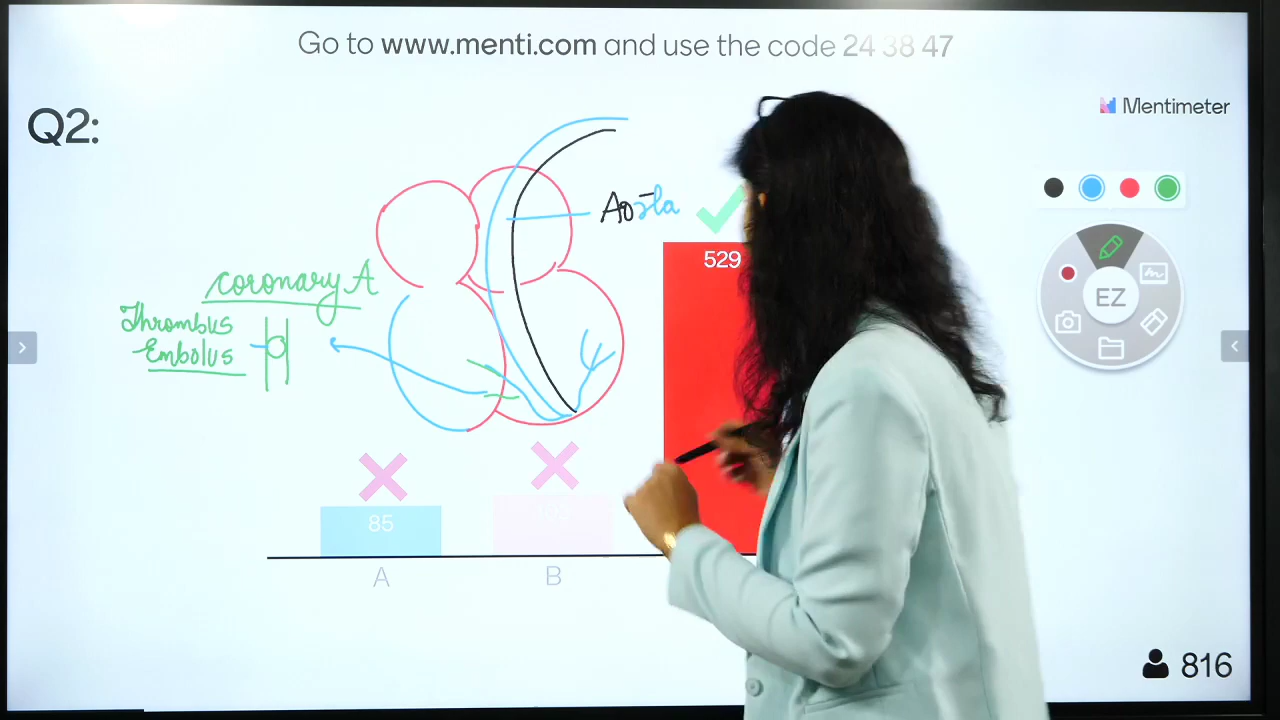 Go to www.menti.com and use the code 24 38 47
Q2:
Mentimeter
Aorta
529
coronary A
Thrombus
Embolus
EZ
85
A
B
816